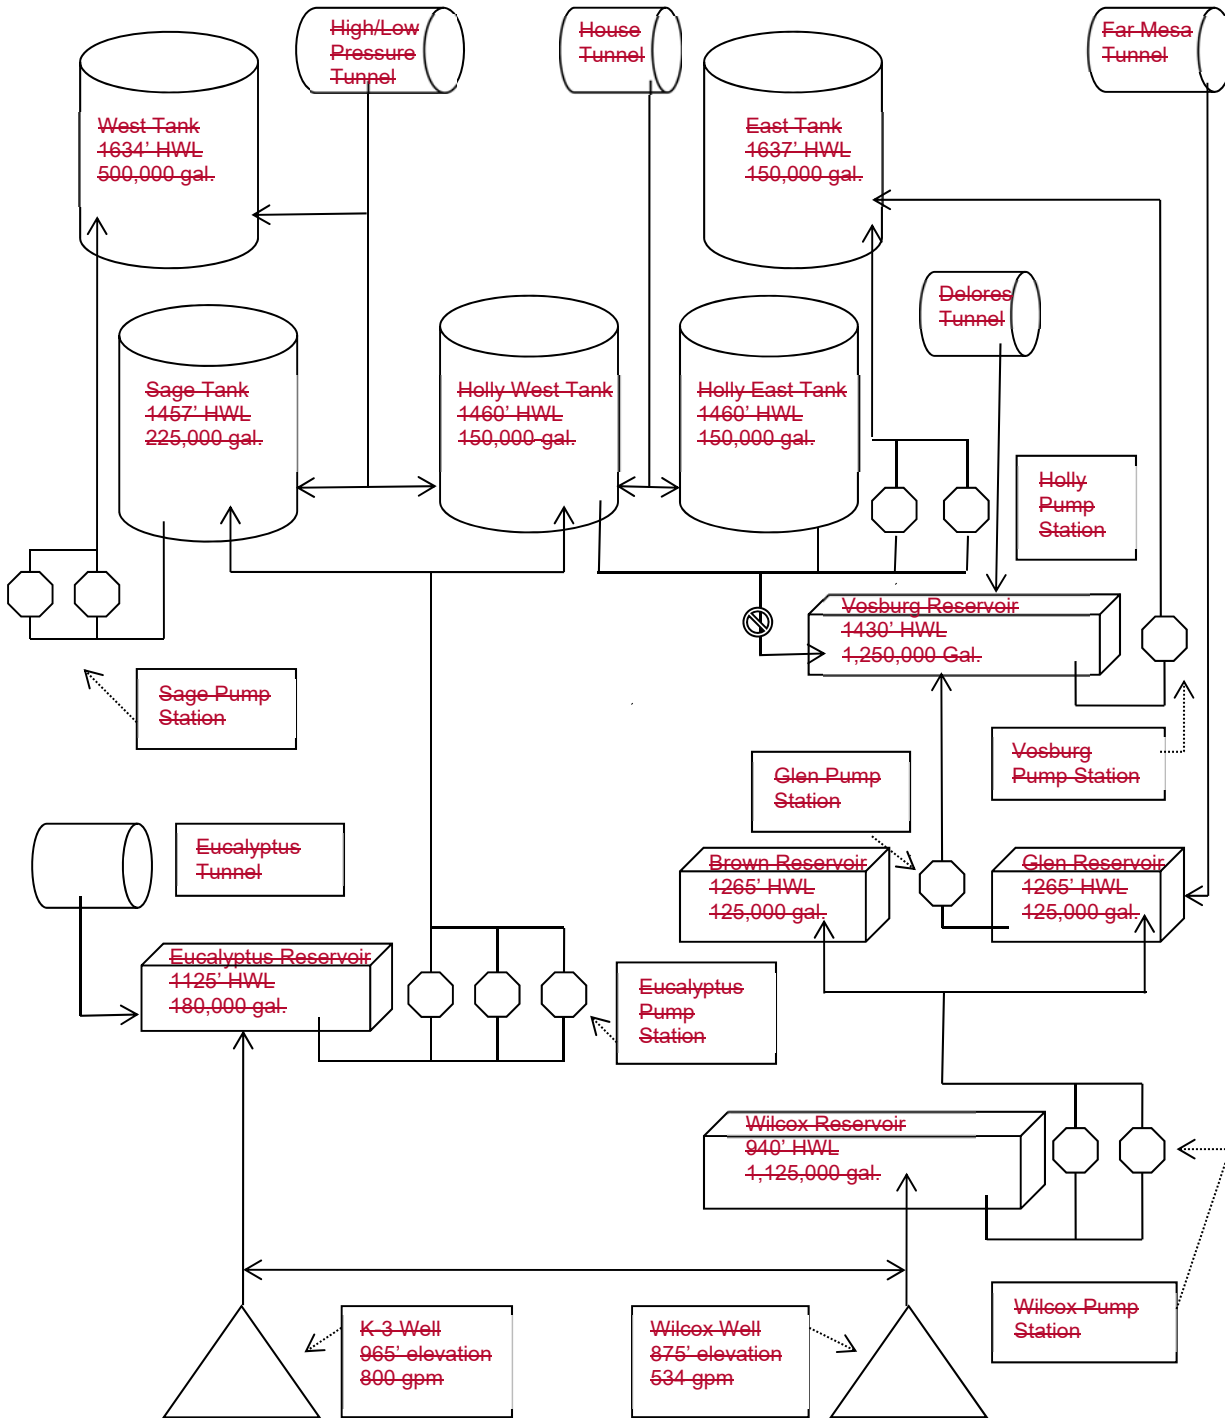 High/Low
Pressure
Tunnel
House
Tunnel
Far Mesa
Tunnel
West Tank
1634’ HWL
500,000 gal.
East Tank
1637’ HWL
150,000 gal.
Delores
Tunnel
Sage Tank
1457’ HWL
225,000 gal.
Holly West Tank
1460’ HWL
150,000 gal.
Holly East Tank
1460’ HWL
150,000 gal.
Holly
Pump
Station
Vosburg Reservoir
1430’ HWL
1,250,000 Gal.
Sage Pump
Station
Vosburg
Pump Station
Glen Pump
Station
Eucalyptus
Tunnel
Brown Reservoir
1265’ HWL
125,000 gal.
Glen Reservoir
1265’ HWL
125,000 gal.
Eucalyptus Reservoir
1125’ HWL
180,000 gal.
Eucalyptus
Pump
Station
Wilcox Reservoir
940’ HWL
1,125,000 gal.
K-3 Well
965’ elevation
800 gpm
Wilcox Well
875’ elevation
534 gpm
Wilcox Pump
Station